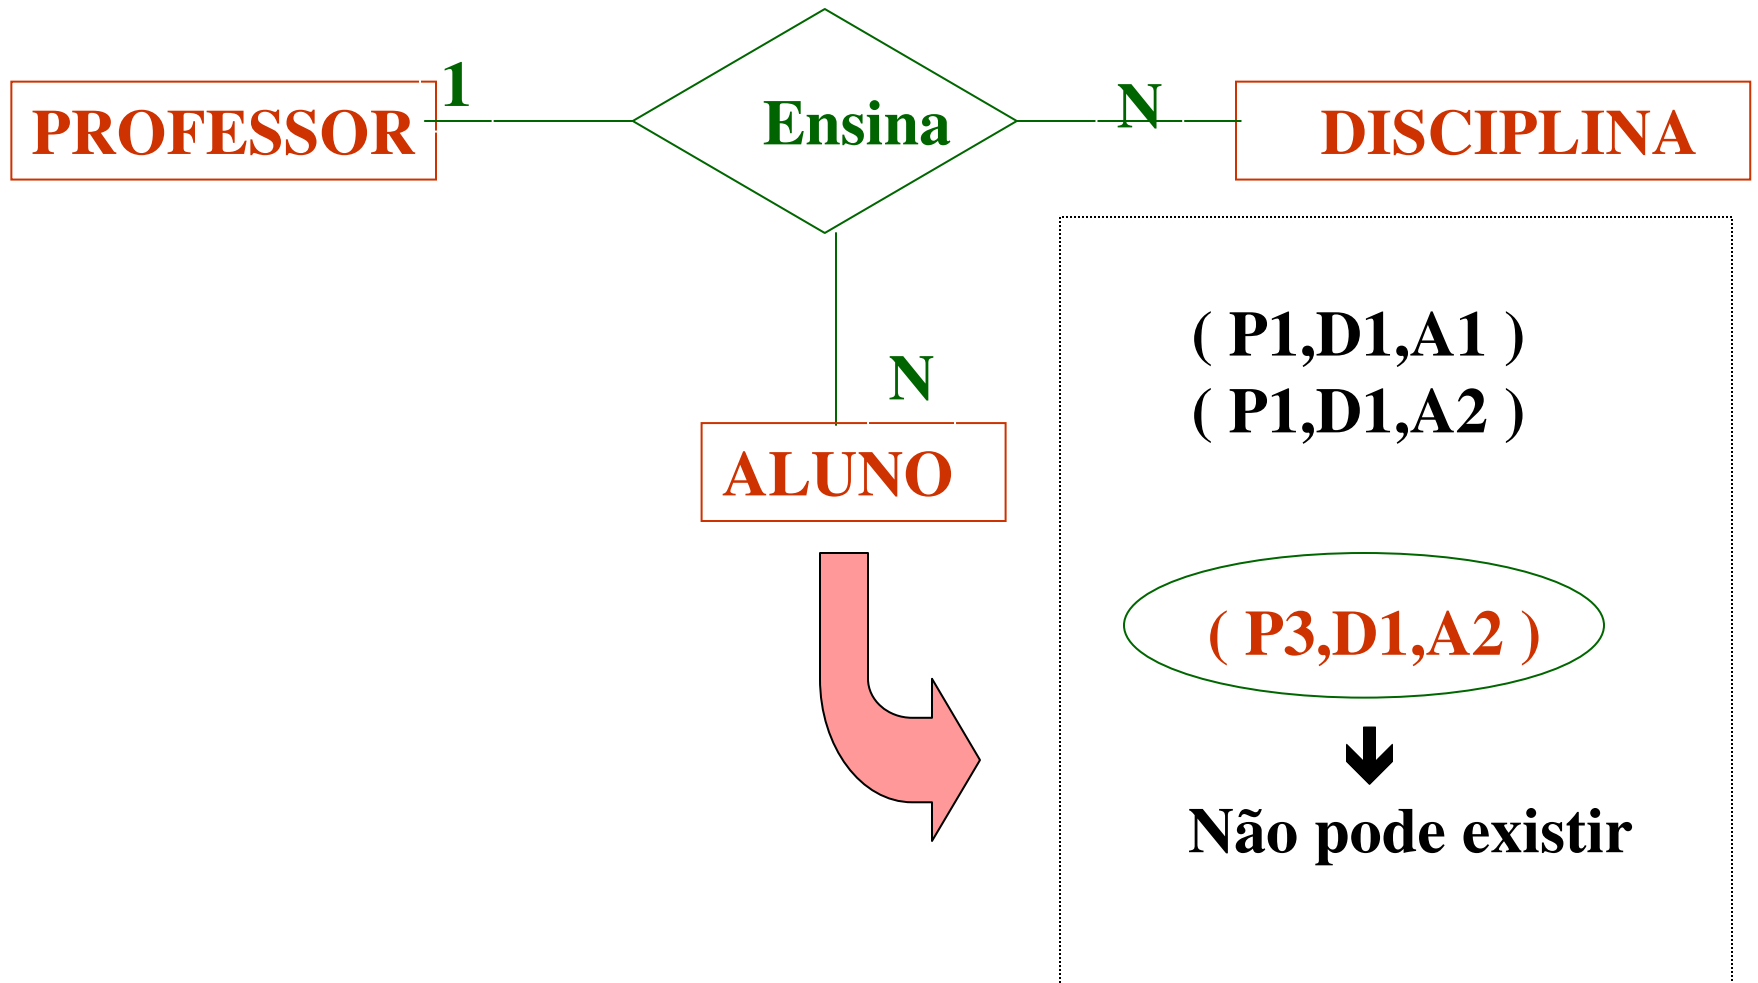 1
N
PROFESSOR
Ensina
DISCIPLINA
( P1,D1,A1 )
( P1,D1,A2 )
N
ALUNO
( P3,D1,A2 )
Não pode existir